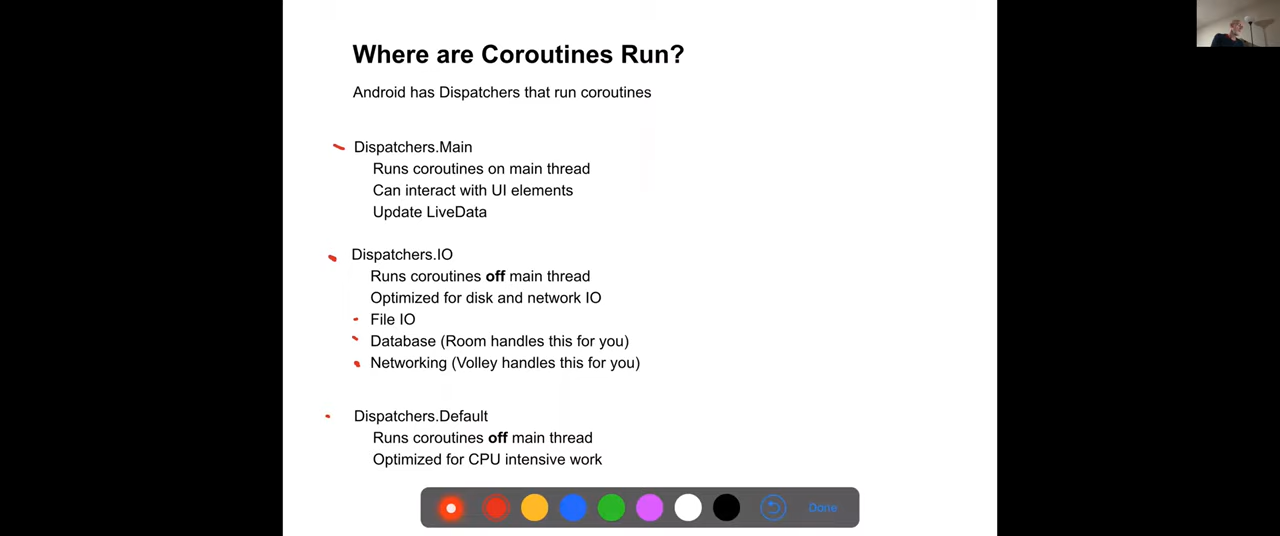 Where are Coroutines Run?
Android has Dispatchers that run coroutines
Dispatchers.Main
Runs coroutines on main thread
Can interact with UI elements
Update LiveData
Dispatchers.IO
Runs coroutines off main thread
Optimized for disk and network IO
File IO
Database (Room handles this for you)
Networking (Volley handles this for you)
Dispatchers.Default
Runs coroutines off main thread
Optimized for CPU intensive work
Done